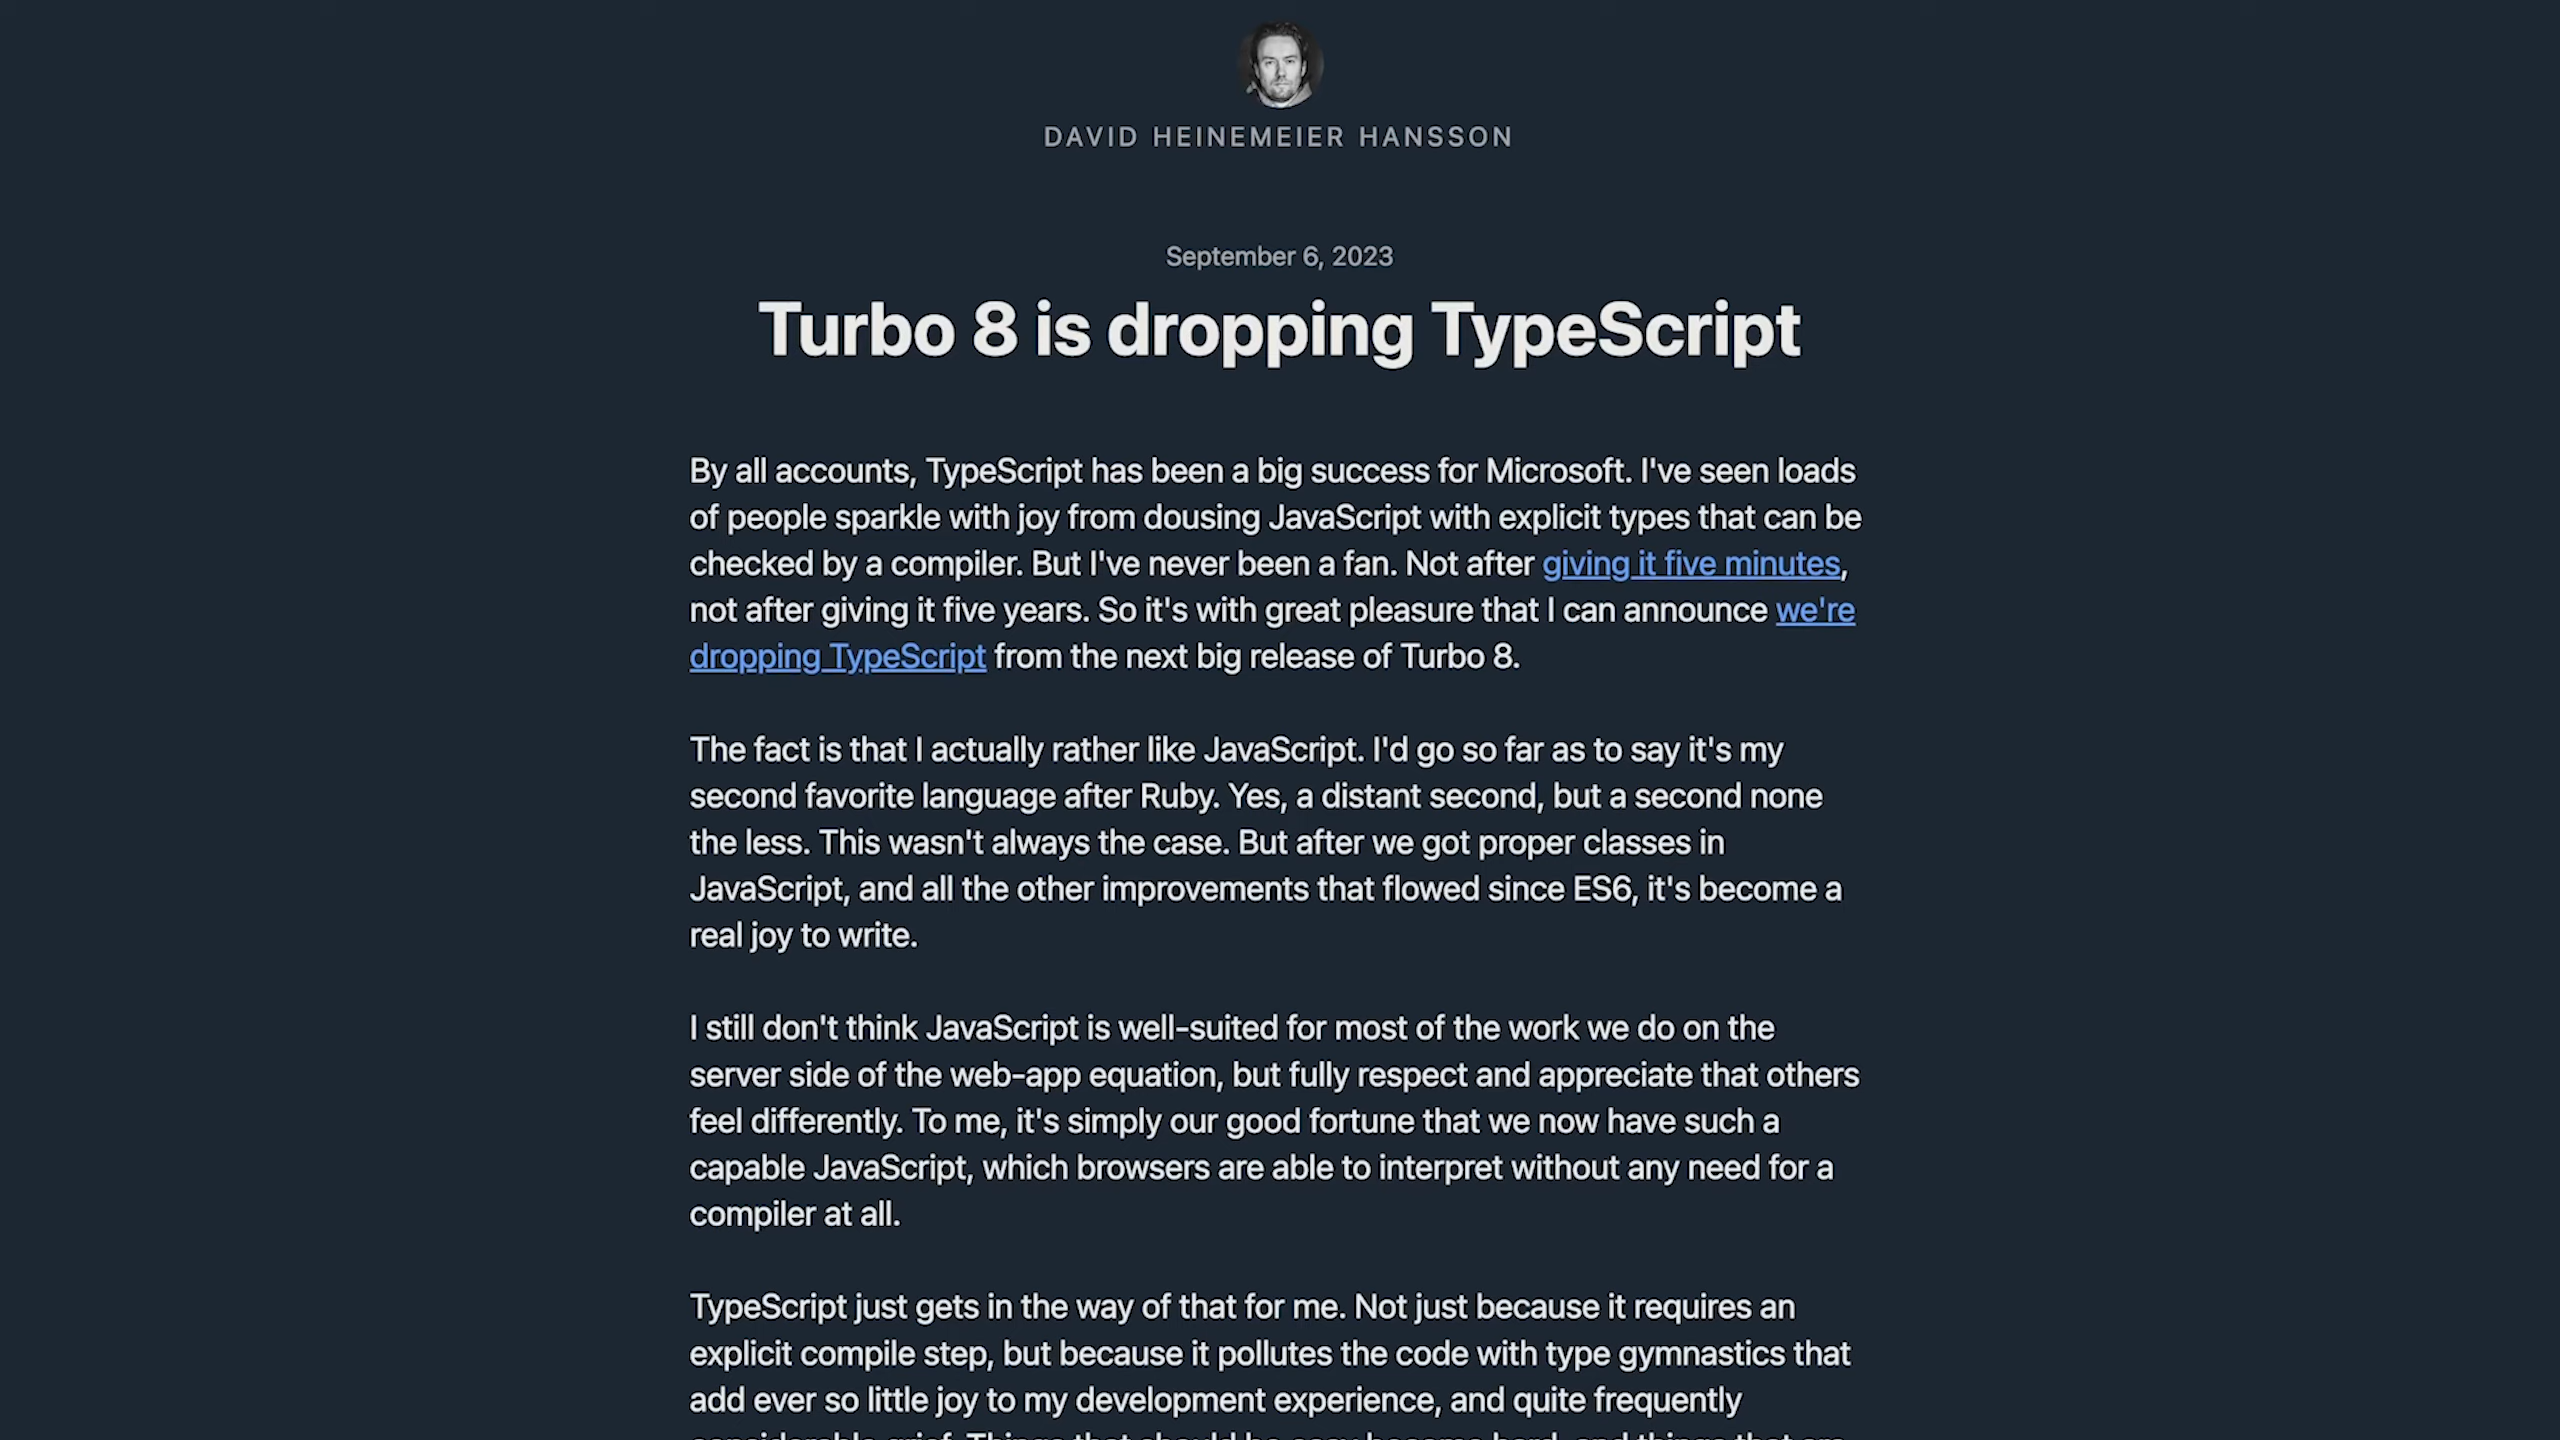 DAVID HEINEMEIER HANSSON
September 6, 2023
Turbo 8 is dropping TypeScript
By all accounts, TypeScript has been a big success for Microsoft. I've seen loads
of people sparkle with joy from dousing JavaScript with explicit types that can be
checked by a compiler. But I've never been a fan. Not after giving it five minutes,
not after giving it five years. So it's with great pleasure that I can announce we're
dropping TypeScript from the next big release of Turbo 8.
The fact is that I actually rather like JavaScript. I'd go so far as to say it's my
second favorite language after Ruby. Yes, a distant second, but a second none
the less. This wasn't always the case. But after we got proper classes in
JavaScript, and all the other improvements that flowed since ES6, it's become a
real joy to write.
I still don't think JavaScript is well-suited for most of the work we do on the
server side of the web-app equation, but fully respect and appreciate that others
feel differently. To me, it's simply our good fortune that we now have such a
capable JavaScript, which browsers are able to interpret without any need for a
compiler at all.
TypeScript just gets in the way of that for me. Not just because it requires an
explicit compile step, but because it pollutes the code with type gymnastics that
add ever so little joy to my development experience, and quite frequently